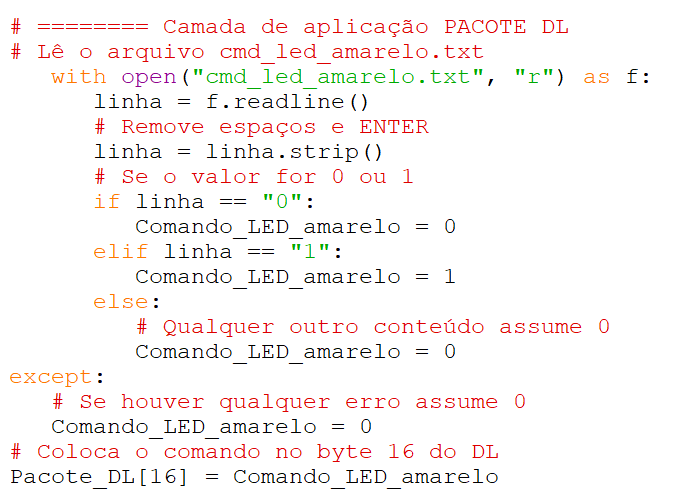 # ======== Camada de aplicação PACOTE DL
# Lê o arquivo cmd_led_amarelo.txt
   with open("cmd_led_amarelo.txt", "r") as f:
      linha = f.readline()
      # Remove espaços e ENTER
      linha = linha.strip()
      # Se o valor for 0 ou 1
      if linha == "0":
         Comando_LED_amarelo = 0
      elif linha == "1":
         Comando_LED_amarelo = 1
      else:
         # Qualquer outro conteúdo assume 0
         Comando_LED_amarelo = 0
except:
   # Se houver qualquer erro assume 0
   Comando_LED_amarelo = 0
# Coloca o comando no byte 16 do DL
Pacote_DL[16] = Comando_LED_amarelo